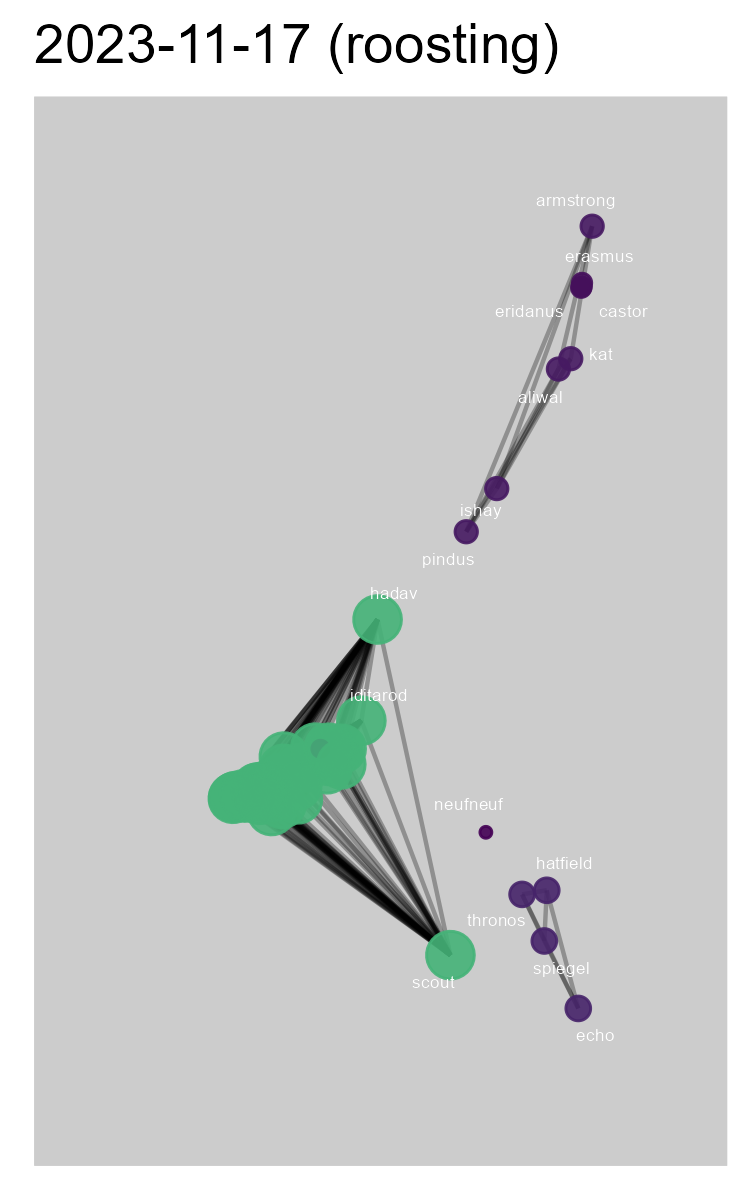 2023-11-17 (roosting)
armstrong
erasmus
eridanus castor
kat
aliwal
ishay
pindus
hadav
iditarod
neufneuf
hatfield
thronos
spiegel
scout
echo